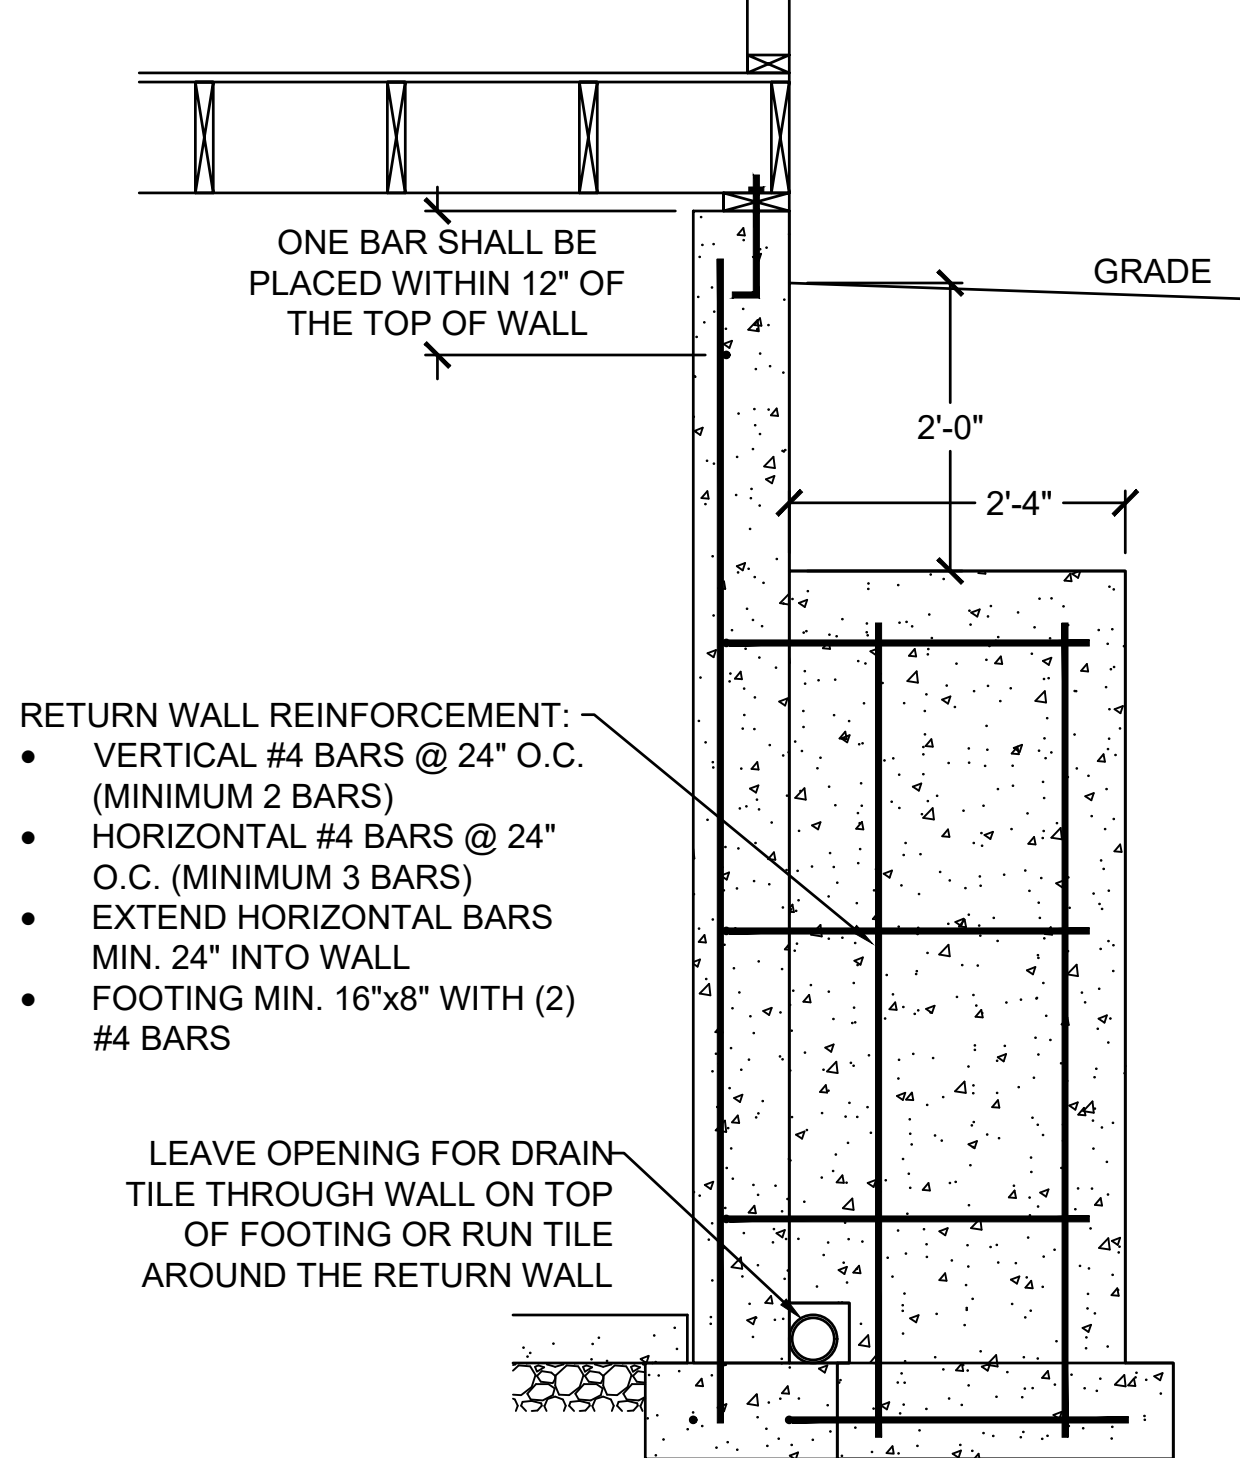 ONE BAR SHALL BE
PLACED WITHIN 12" OF
THE TOP OF WALL
GRADE
2'-0"
2'-4"
RETURN WALL REINFORCEMENT:
• VERTICAL #4 BARS @ 24" O.C.
(MINIMUM 2 BARS)
• HORIZONTAL #4 BARS @ 24"
O.C. (MINIMUM 3 BARS)
• EXTEND HORIZONTAL BARS
MIN. 24" INTO WALL
• FOOTING MIN. 16"x8" WITH (2)
#4 BARS
LEAVE OPENING FOR DRAIN
TILE THROUGH WALL ON TOP
OF FOOTING OR RUN TILE
AROUND THE RETURN WALL